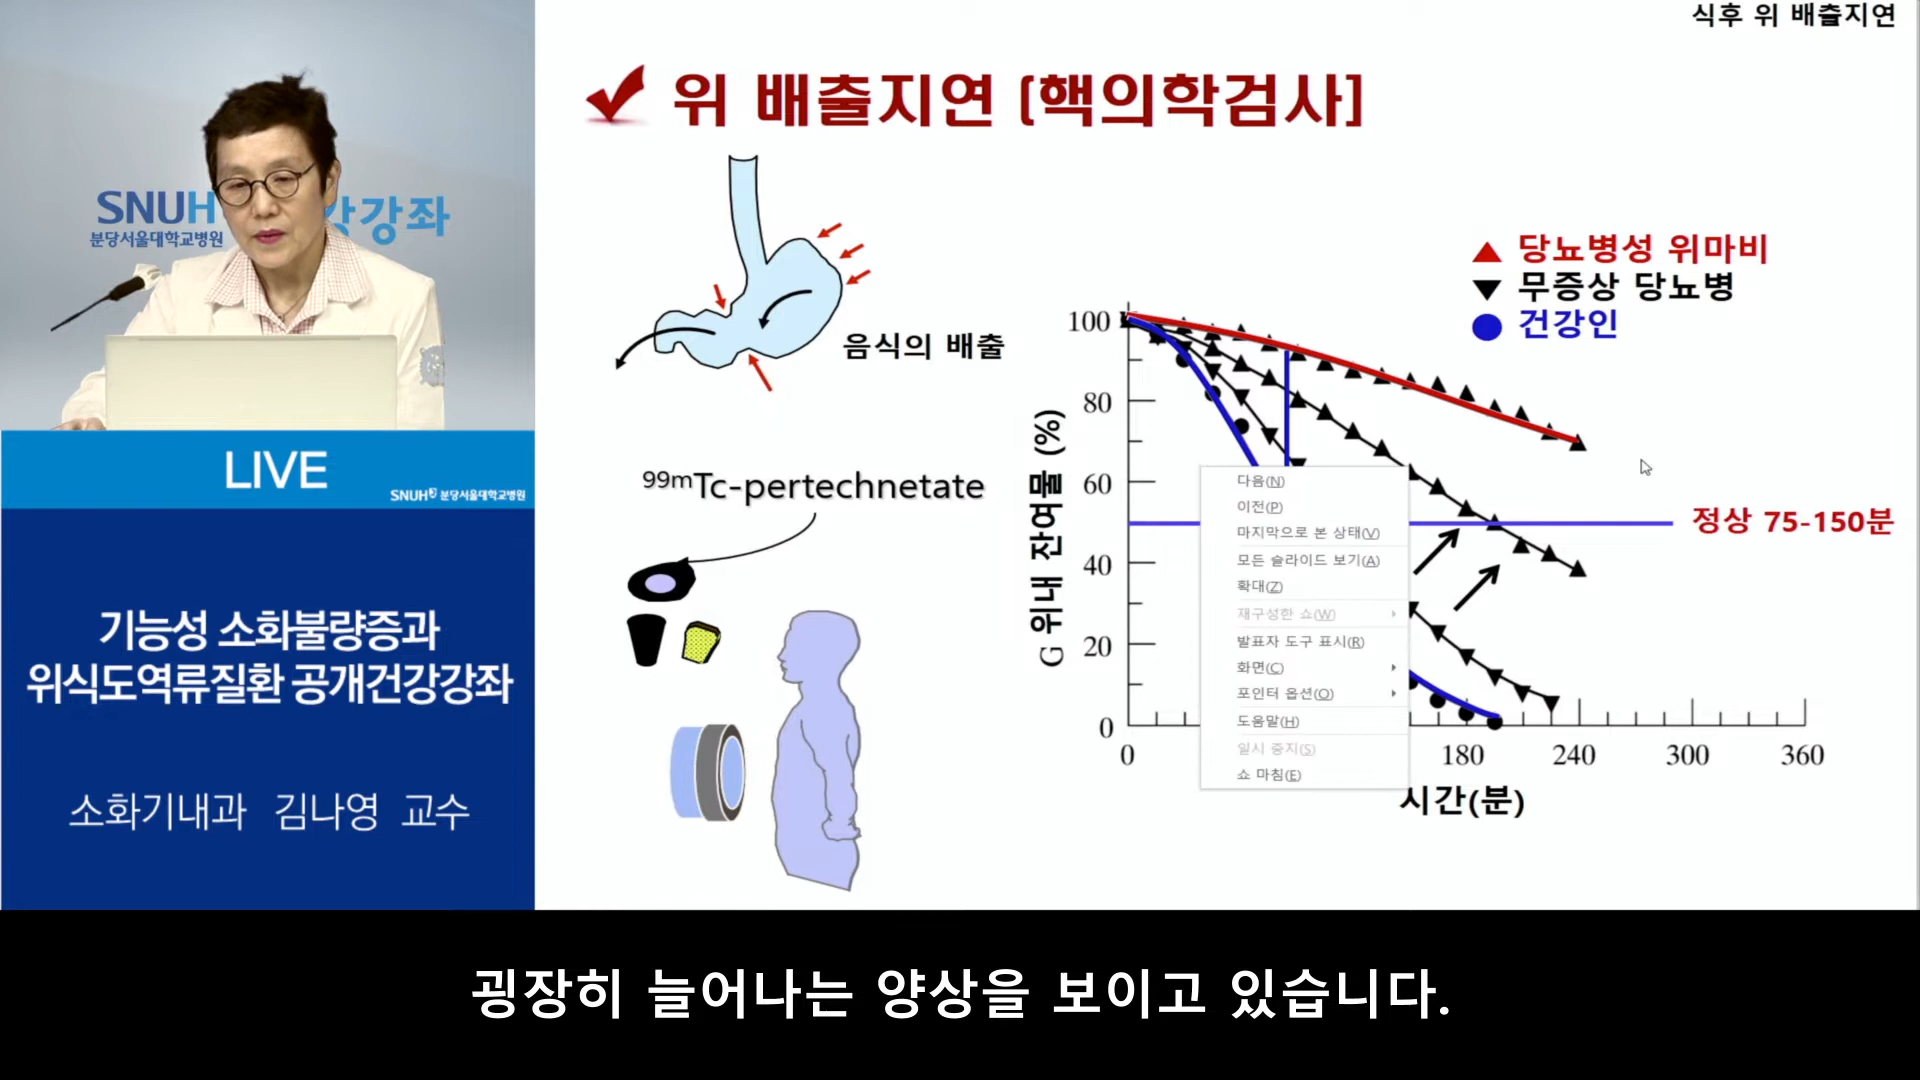 식후 위 배출지연
위 배출지연 [핵의학검사]
SNUH
강강좌
분당서울대학교병원
당뇨병성 위마비
무증상 당뇨병
건강인
음식의 배출
99mTc-pertechnetate
G 위내 잔여물 (%)
100
80
60
40
20
0
정상 75-150분
다음(N)
이전(P)
마지막으로 본 상태(V)
모든 슬라이드 보기(A)
확대(Z)
재구성한 쇼(W)
발표자 도구 표시(R)
화면(C)
포인터 옵션(O)
도움말(H)
일시 중지(S)
쇼 마침(E)
0
180
240
300
360
시간(분)
LIVE
SNUH 분당서울대학교병원
기능성 소화불량증과
위식도역류질환 공개건강강좌
소화기내과 김나영 교수
굉장히 늘어나는 양상을 보이고 있습니다.